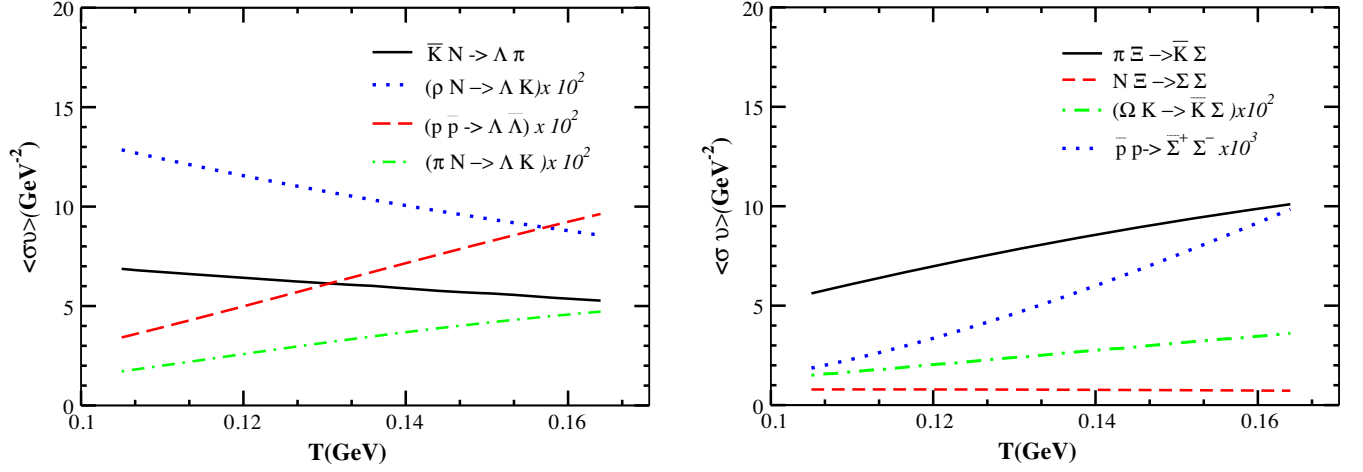 20
15
10
5
0
<σv>(GeV⁻²)
K̅ N -> Λ π
(ρ N -> Λ K)x 10²
(p p̅ -> Λ Λ̅) x 10²
(π N -> Λ K )x 10²
0.1 0.12 0.14 0.16
T(GeV)
20
15
10
5
0
<σ υ>(GeV⁻²)
π Ξ ->K̅ Σ
N Ξ ->Σ Σ
(Ω K -> K̅ Σ )x10²
p̅ p-> Σ̅⁺ Σ⁻ x10³
0.1 0.12 0.14 0.16
T(GeV)